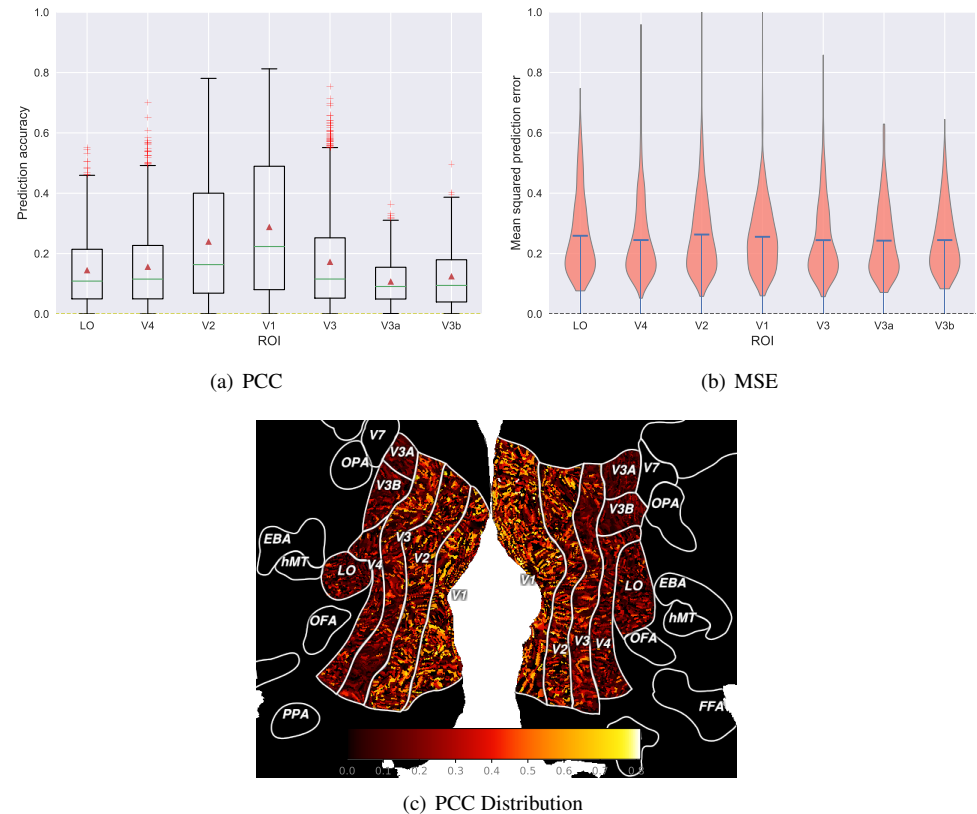 1.0
0.8
0.6
0.4
0.2
0.0
Prediction accuracy
LO V4 V2 V1 V3 V3a V3b
ROI
(a) PCC
1.0
0.8
0.6
0.4
0.2
0.0
Mean squared prediction error
LO V4 V2 V1 V3 V3a V3b
ROI
(b) MSE
V7
V3A
OPA
V3B
EBA
hMT
LO
V4
V3
V2
V1
OFA
PPA
V3A
V7
V3B
OPA
V1
LO
EBA
hMT
V2
V3
V4
OFA
FFA
0.0 0.1 0.2 0.3 0.4 0.5 0.6 0.7 0.8
(c) PCC Distribution